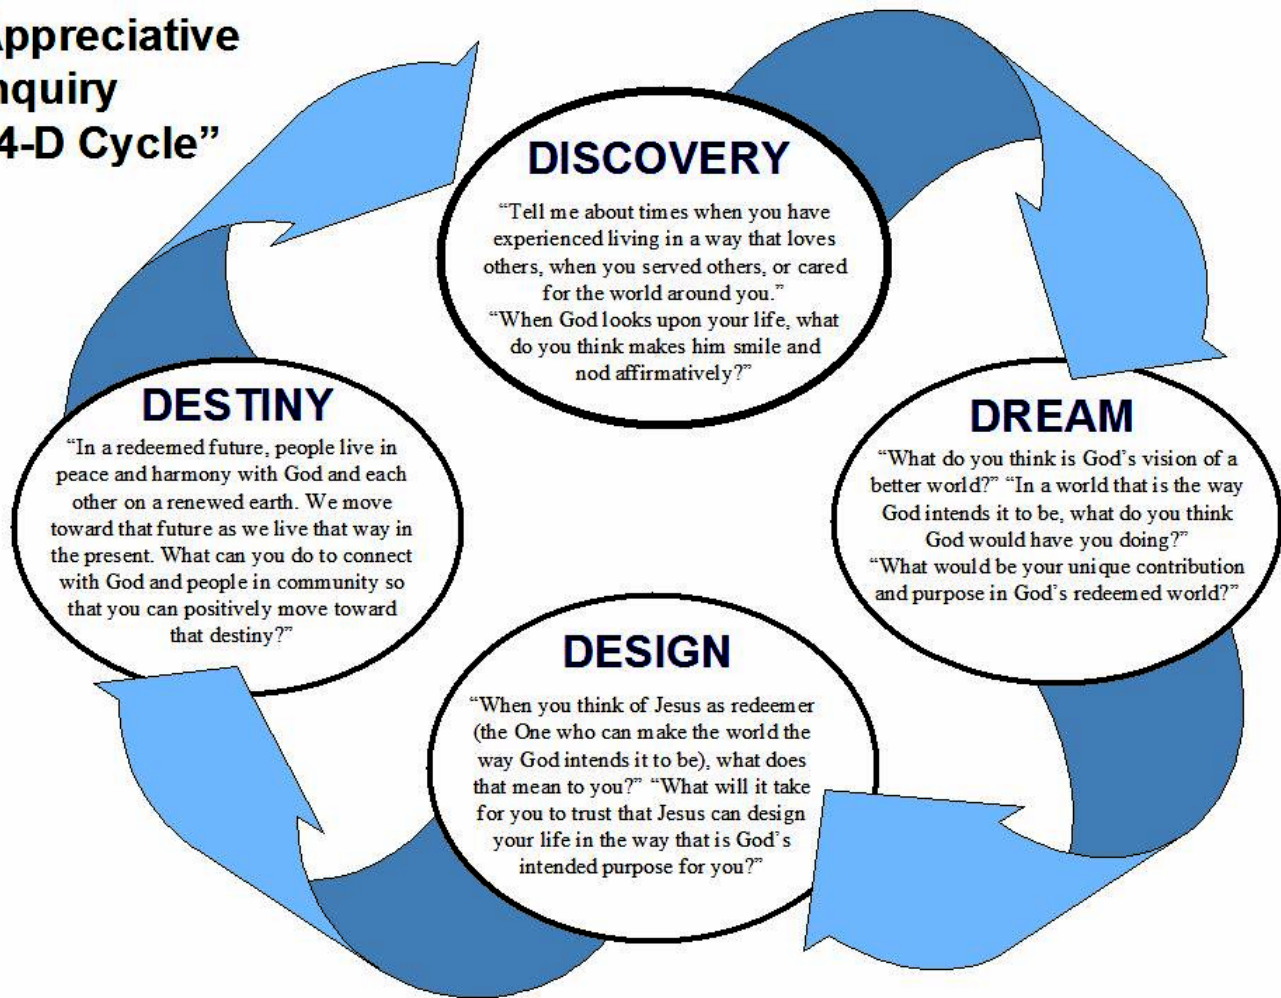 Appreciative
nquiry
4-D Cycle”
DISCOVERY
“Tell me about times when you have
experienced living in a way that loves
others, when you served others, or cared
for the world around you.”
“When God looks upon your life, what
do you think makes him smile and
nod affirmatively?”
DREAM
“What do you think is God’s vision of a
better world?” “In a world that is the way
God intends it to be, what do you think
God would have you doing?”
“What would be your unique contribution
and purpose in God’s redeemed world?”
DESIGN
“When you think of Jesus as redeemer
(the One who can make the world the
way God intends it to be), what does
that mean to you?” “What will it take
for you to trust that Jesus can design
your life in the way that is God’s
intended purpose for you?”
DESTINY
“In a redeemed future, people live in
peace and harmony with God and each
other on a renewed earth. We move
toward that future as we live that way in
the present. What can you do to connect
with God and people in community so
that you can positively move toward
that destiny?”